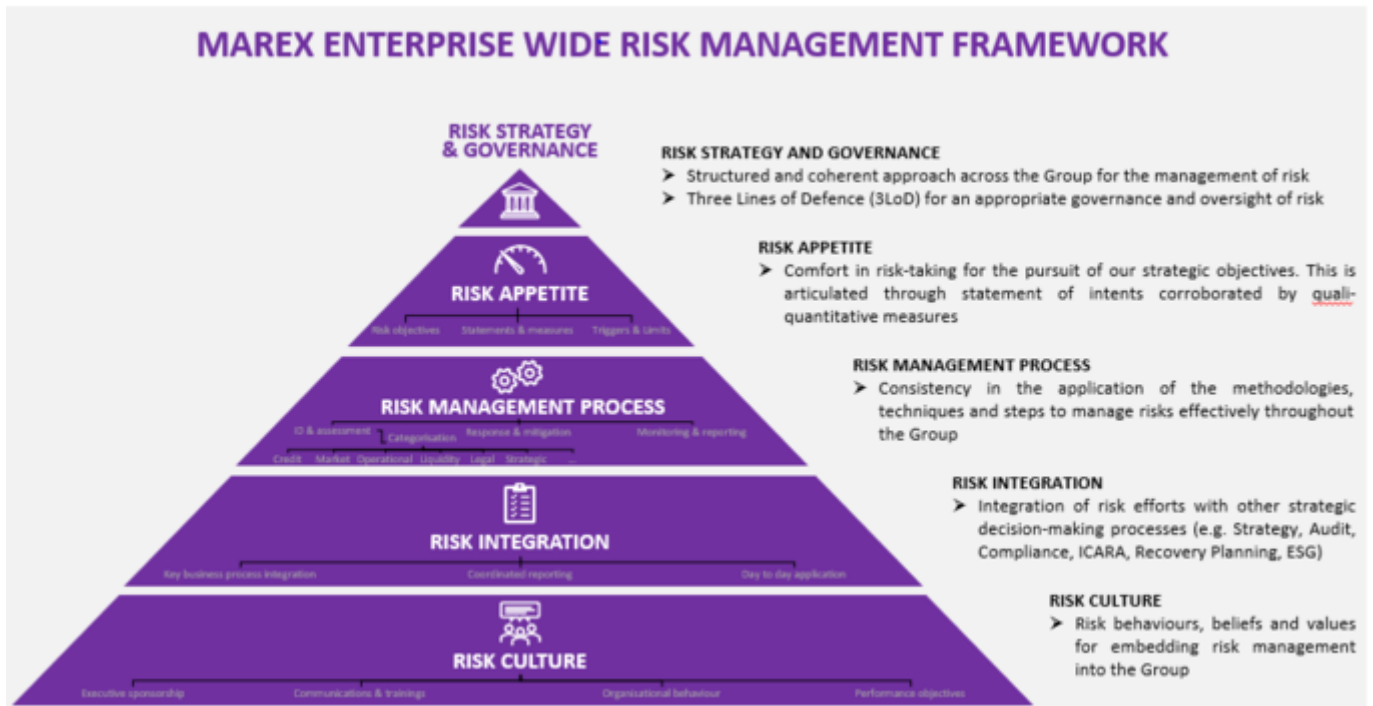 MAREX ENTERPRISE WIDE RISK MANAGEMENT FRAMEWORK
RISK STRATEGY
& GOVERNANCE
RISK APPETITE
Risk objectives Statements & measures Triggers & Limits
RISK MANAGEMENT PROCESS
ID & assessment Categorisation Response & mitigation Monitoring & reporting
Credit Market Operational Liquidity Legal Strategic ...
RISK INTEGRATION
Key business process integration Coordinated reporting Day to day application
RISK CULTURE
Executive sponsorship Communications & trainings Organisational behaviour Performance objectives
RISK STRATEGY AND GOVERNANCE
➤ Structured and coherent approach across the Group for the management of risk
➤ Three Lines of Defence (3LoD) for an appropriate governance and oversight of risk
RISK APPETITE
➤ Comfort in risk-taking for the pursuit of our strategic objectives. This is
articulated through statement of intents corroborated by quali-
quantitative measures
RISK MANAGEMENT PROCESS
➤ Consistency in the application of the methodologies,
techniques and steps to manage risks effectively throughout
the Group
RISK INTEGRATION
➤ Integration of risk efforts with other strategic
decision-making processes (e.g. Strategy, Audit,
Compliance, ICARA, Recovery Planning, ESG)
RISK CULTURE
➤ Risk behaviours, beliefs and values
for embedding risk management
into the Group